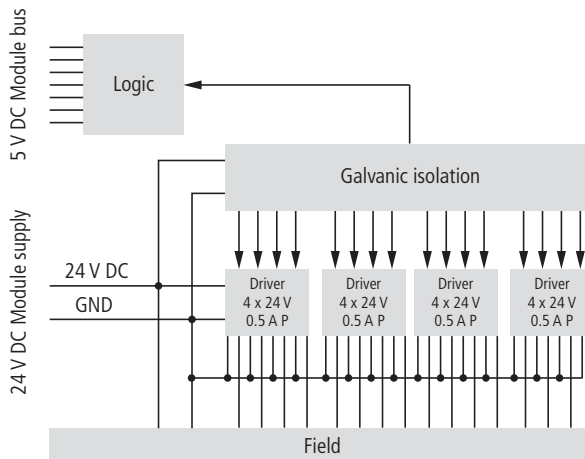 5 V DC Module bus
Logic
Galvanic isolation
24 V DC Module supply
24 V DC
GND
Driver
4 x 24 V
0.5 A P
Driver
4 x 24 V
0.5 A P
Driver
4 x 24 V
0.5 A P
Driver
4 x 24 V
0.5 A P
Field